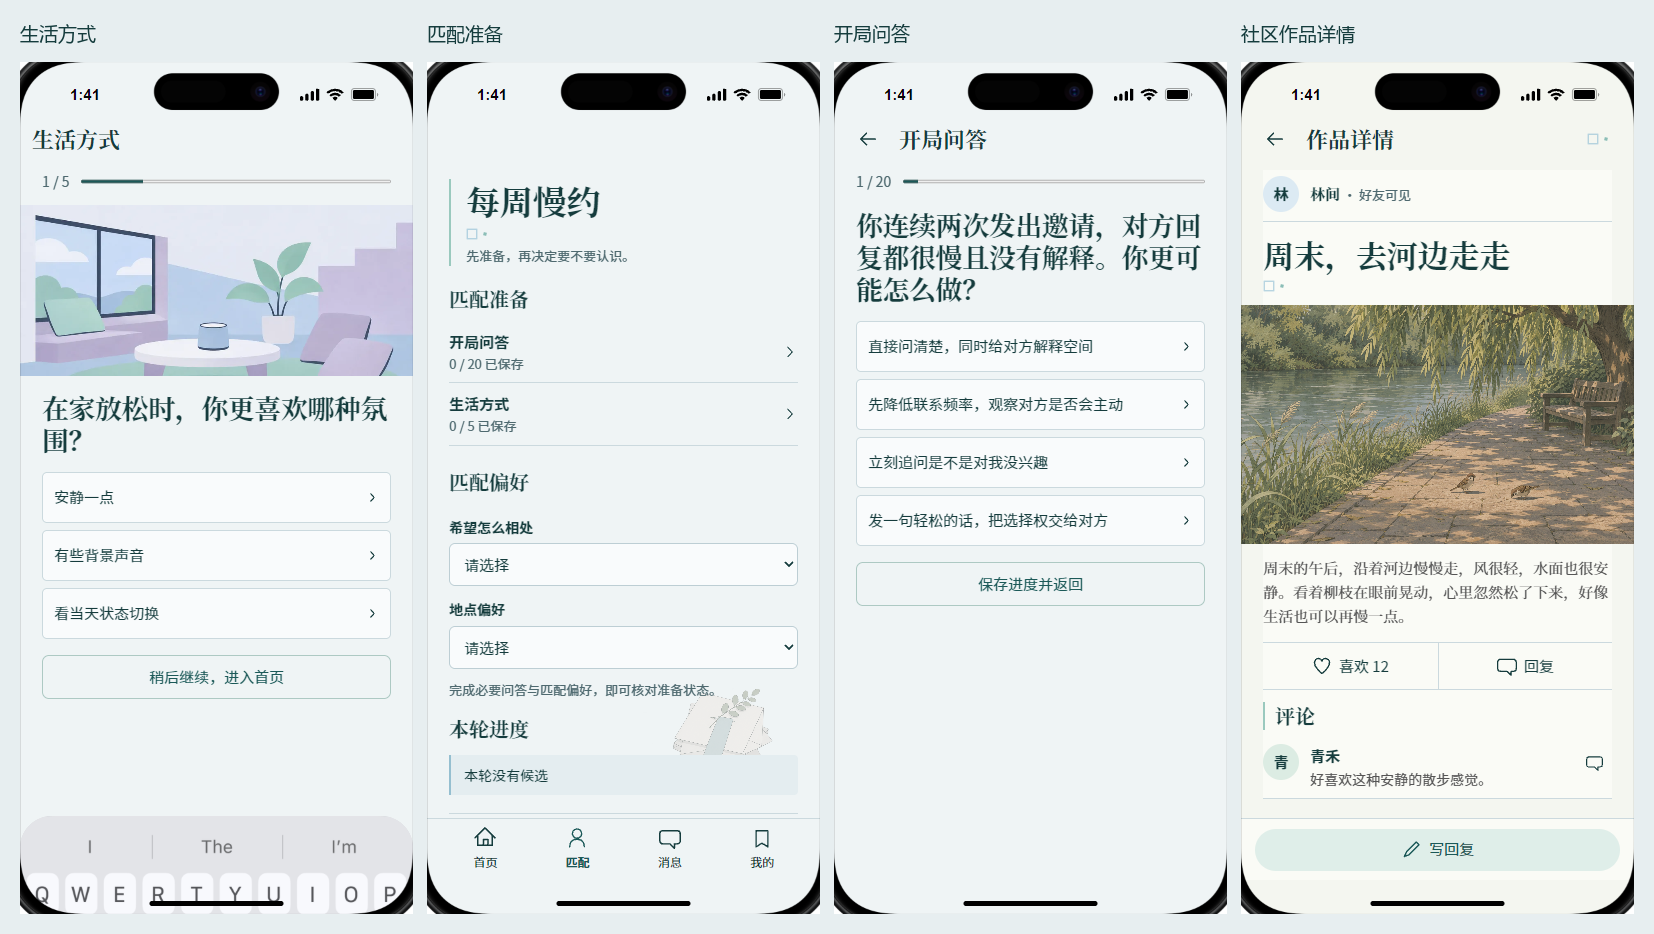 生活方式
1:41
生活方式
1 / 5
在家放松时，你更喜欢哪种氛
围？
安静一点
有些背景声音
看当天状态切换
稍后继续，进入首页
I The I'm
Q W E R T Y U I O P
匹配准备
1:41
每周慢约
先准备，再决定要不要认识。
匹配准备
开局问答
0 / 20 已保存
生活方式
0 / 5 已保存
匹配偏好
希望怎么相处
请选择
地点偏好
请选择
完成必要问答与匹配偏好，即可核对准备状态。
本轮进度
本轮没有候选
首页 匹配 消息 我的
开局问答
1:41
开局问答
1 / 20
你连续两次发出邀请，对方回
复都很慢且没有解释。你更可
能怎么做？
直接问清楚，同时给对方解释空间
先降低联系频率，观察对方是否会主动
立刻追问是不是对我没兴趣
发一句轻松的话，把选择权交给对方
保存进度并返回
社区作品详情
1:41
作品详情
林 林间 · 好友可见
周末，去河边走走
周末的午后，沿着河边慢慢走，风很轻，水面也很安
静。看着柳枝在眼前晃动，心里忽然松了下来，好像
生活也可以再慢一点。
喜欢 12 回复
评论
青 青禾
好喜欢这种安静的散步感觉。
写回复